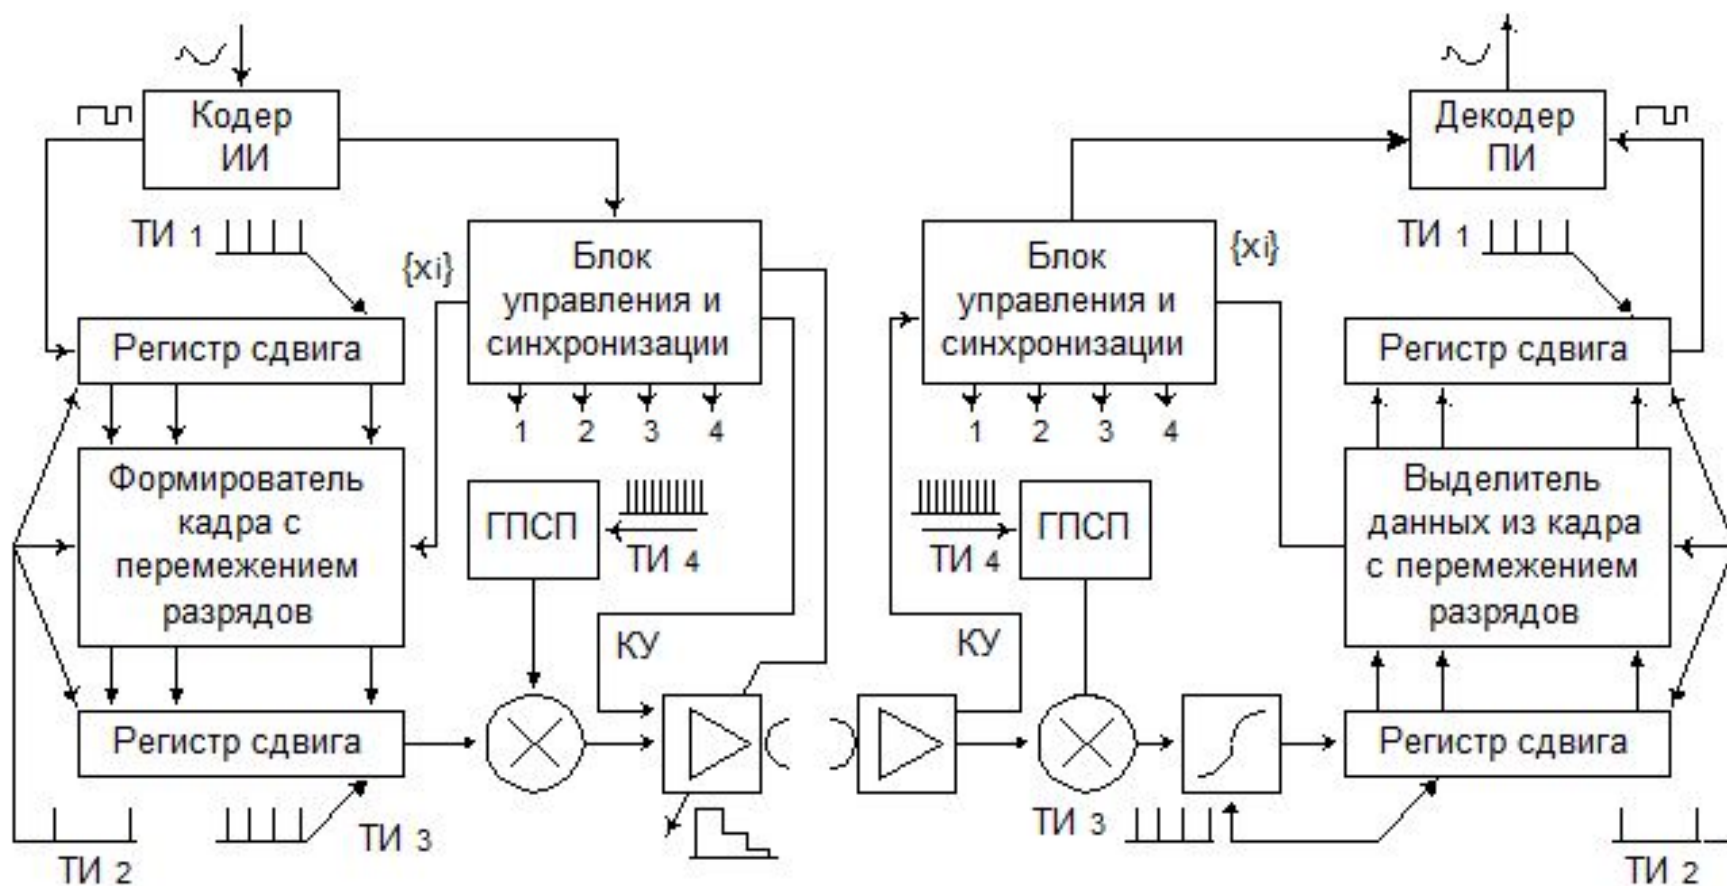 Кодер
ИИ
Декодер
ПИ
ТИ 1
{xi}
Блок
управления и
синхронизации
Блок
управления и
синхронизации
{xi}
ТИ 1
Регистр сдвига
Регистр сдвига
1 2 3 4
1 2 3 4
Формирователь
кадра с
перемежением
разрядов
ГПСП
ТИ 4
ТИ 4
ГПСП
Выделитель
данных из кадра
с перемежением
разрядов
КУ
КУ
Регистр сдвига
Регистр сдвига
ТИ 2
ТИ 3
ТИ 3
ТИ 2